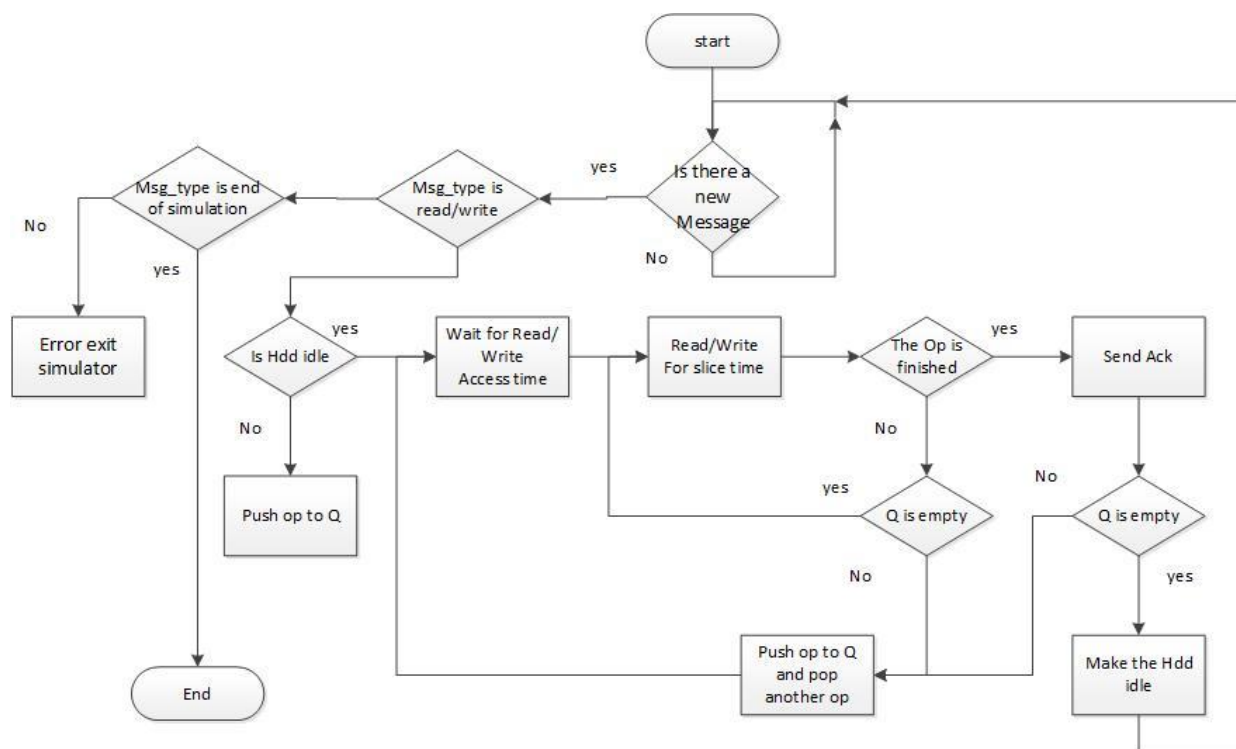 start
Is there a
new
Message
yes
No
Msg_type is
read/write
Msg_type is end
of simulation
No
yes
Error exit
simulator
End
Is Hdd idle
yes
No
Push op to Q
Wait for Read/
Write
Access time
Read/Write
For slice time
The Op is
finished
yes
No
Send Ack
Q is empty
yes
No
Q is empty
No
yes
Push op to Q
and pop
another op
Make the Hdd
idle